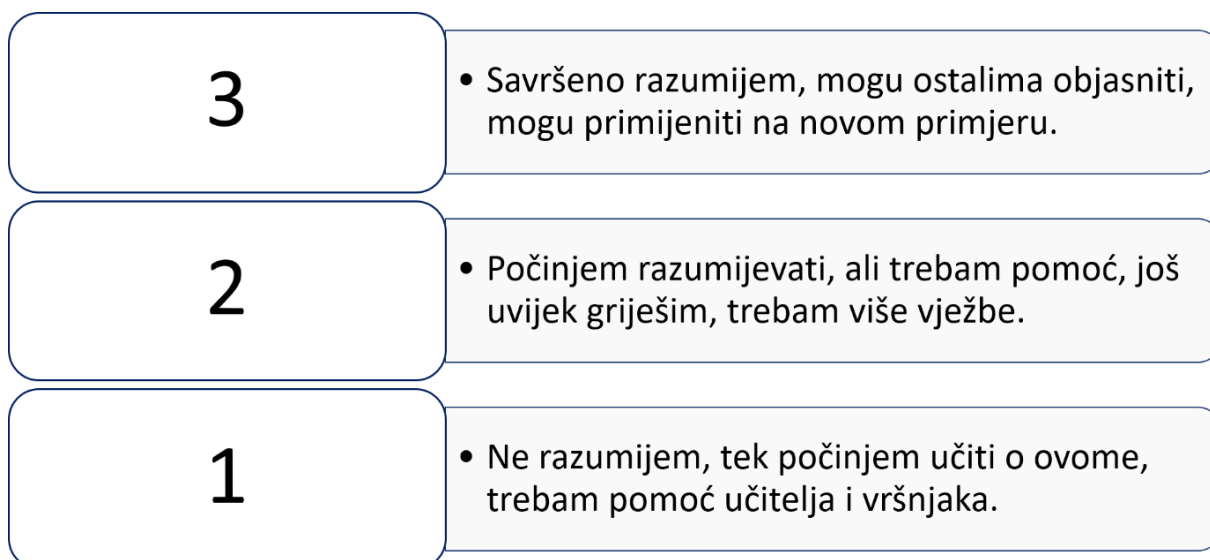 3
• Savršeno razumijem, mogu ostalima objasniti,
mogu primijeniti na novom primjeru.
2
• Počinjem razumijevati, ali trebam pomoć, još
uvijek griješim, trebam više vježbe.
1
• Ne razumijem, tek počinjem učiti o ovome,
trebam pomoć učitelja i vršnjaka.